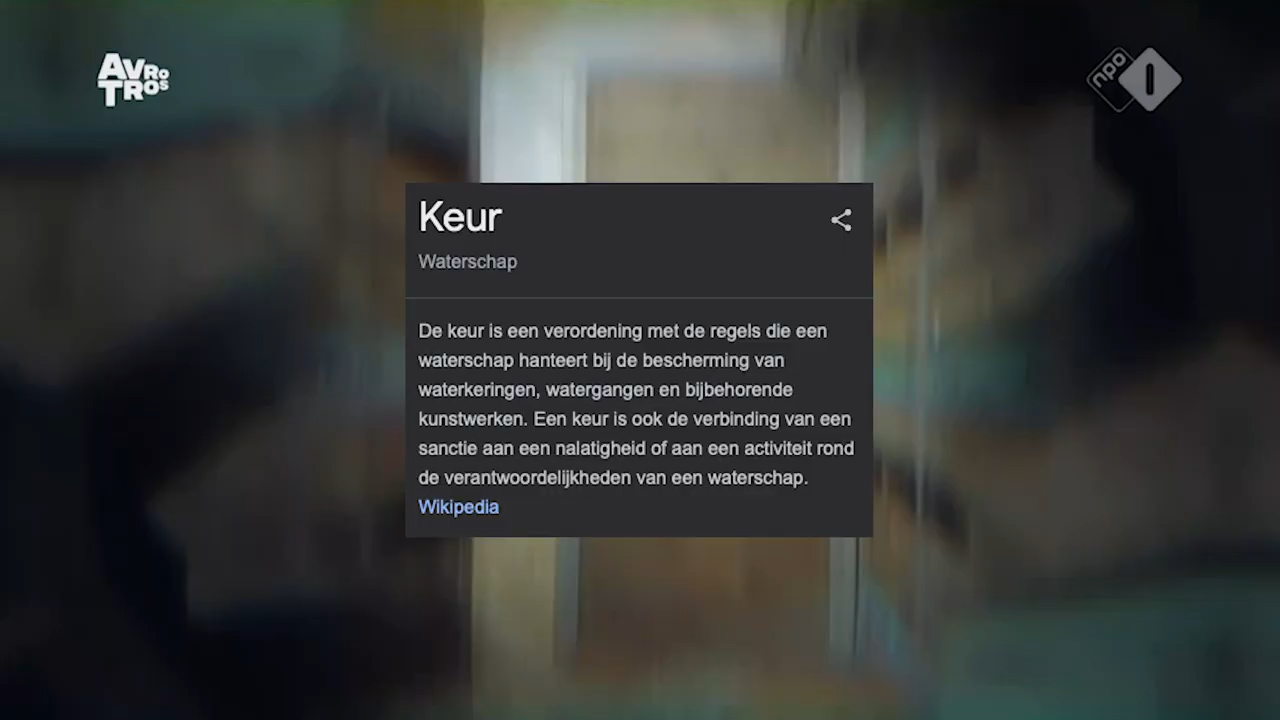 AVRO
TROS
npo
1
Keur
Waterschap
De keur is een verordening met de regels die een
waterschap hanteert bij de bescherming van
waterkeringen, watergangen en bijbehorende
kunstwerken. Een keur is ook de verbinding van een
sanctie aan een nalatigheid of aan een activiteit rond
de verantwoordelijkheden van een waterschap.
Wikipedia